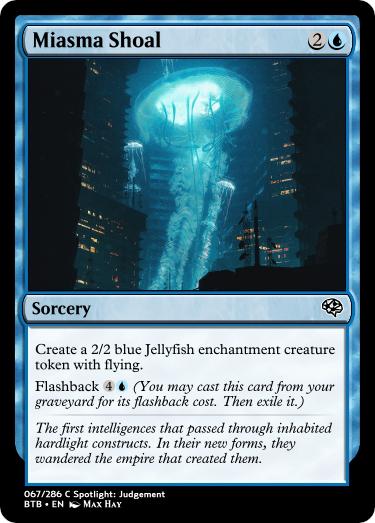 Miasma Shoal 2
Sorcery
Create a 2/2 blue Jellyfish enchantment creature
token with flying.
Flashback 4 (You may cast this card from your
graveyard for its flashback cost. Then exile it.)
The first intelligences that passed through inhabited
hardlight constructs. In their new forms, they
wandered the empire that created them.
067/286 C Spotlight: Judgement
BTB • EN Max Hay